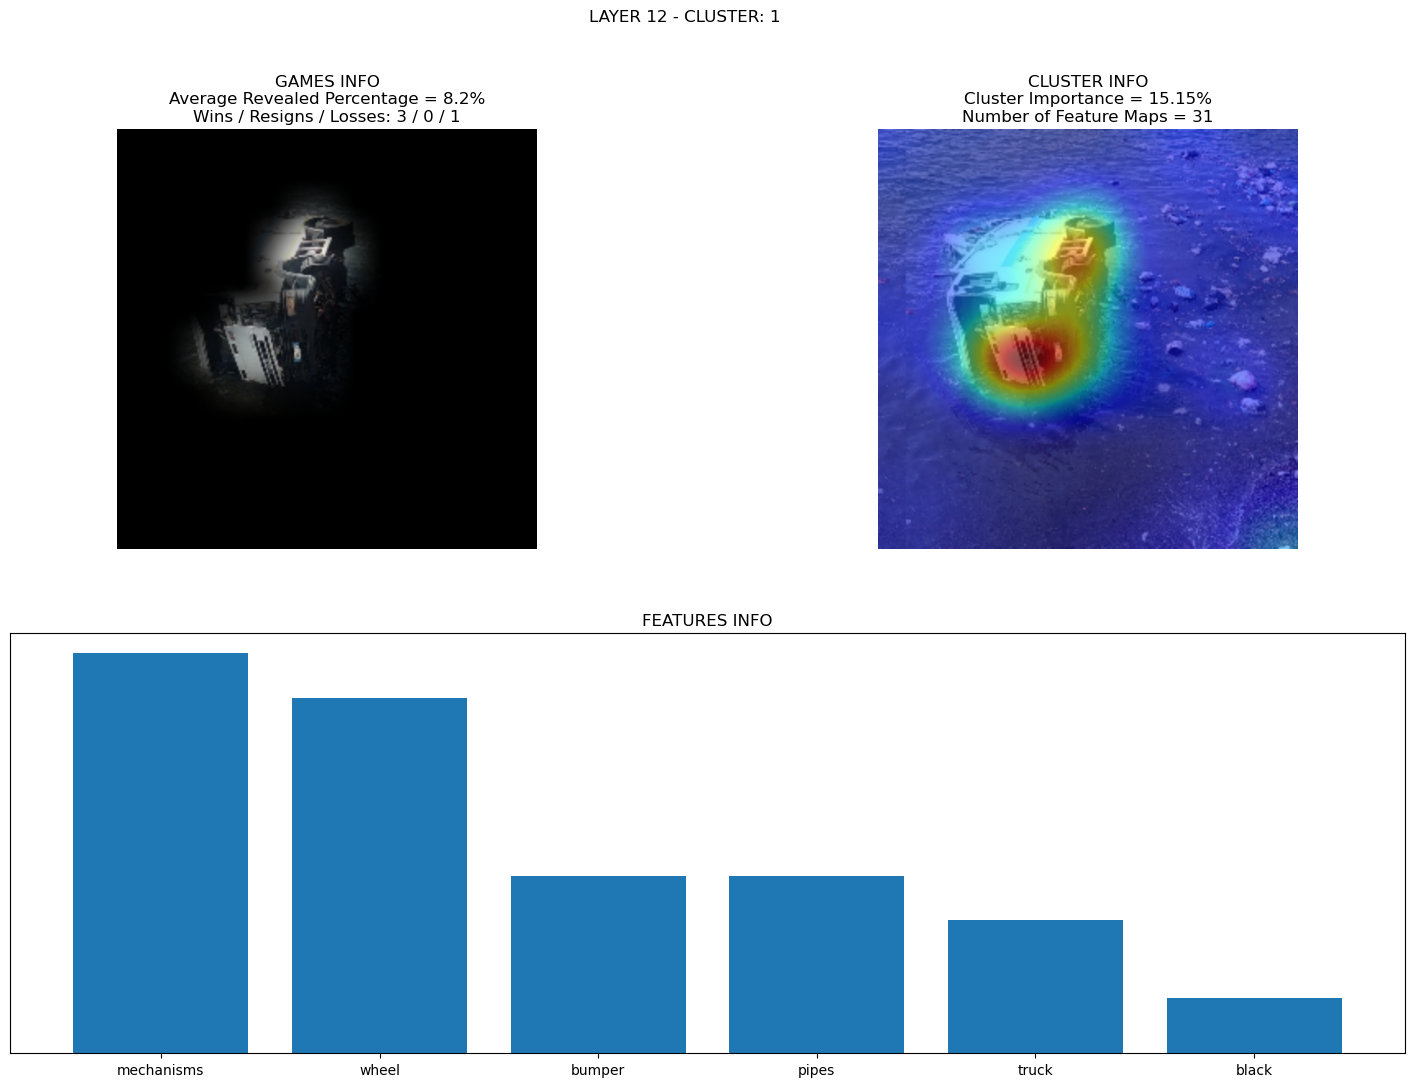 LAYER 12 - CLUSTER: 1
GAMES INFO
Average Revealed Percentage = 8.2%
Wins / Resigns / Losses: 3 / 0 / 1
CLUSTER INFO
Cluster Importance = 15.15%
Number of Feature Maps = 31
FEATURES INFO
mechanisms
wheel
bumper
pipes
truck
black